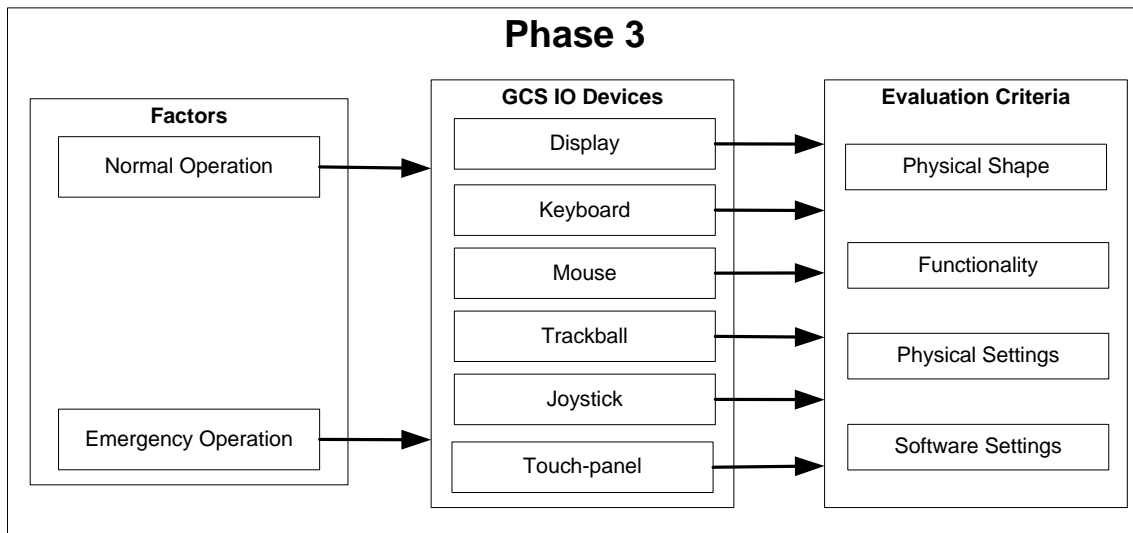 Phase 3
Factors
Normal Operation
Emergency Operation
GCS IO Devices
Display
Keyboard
Mouse
Trackball
Joystick
Touch-panel
Evaluation Criteria
Physical Shape
Functionality
Physical Settings
Software Settings